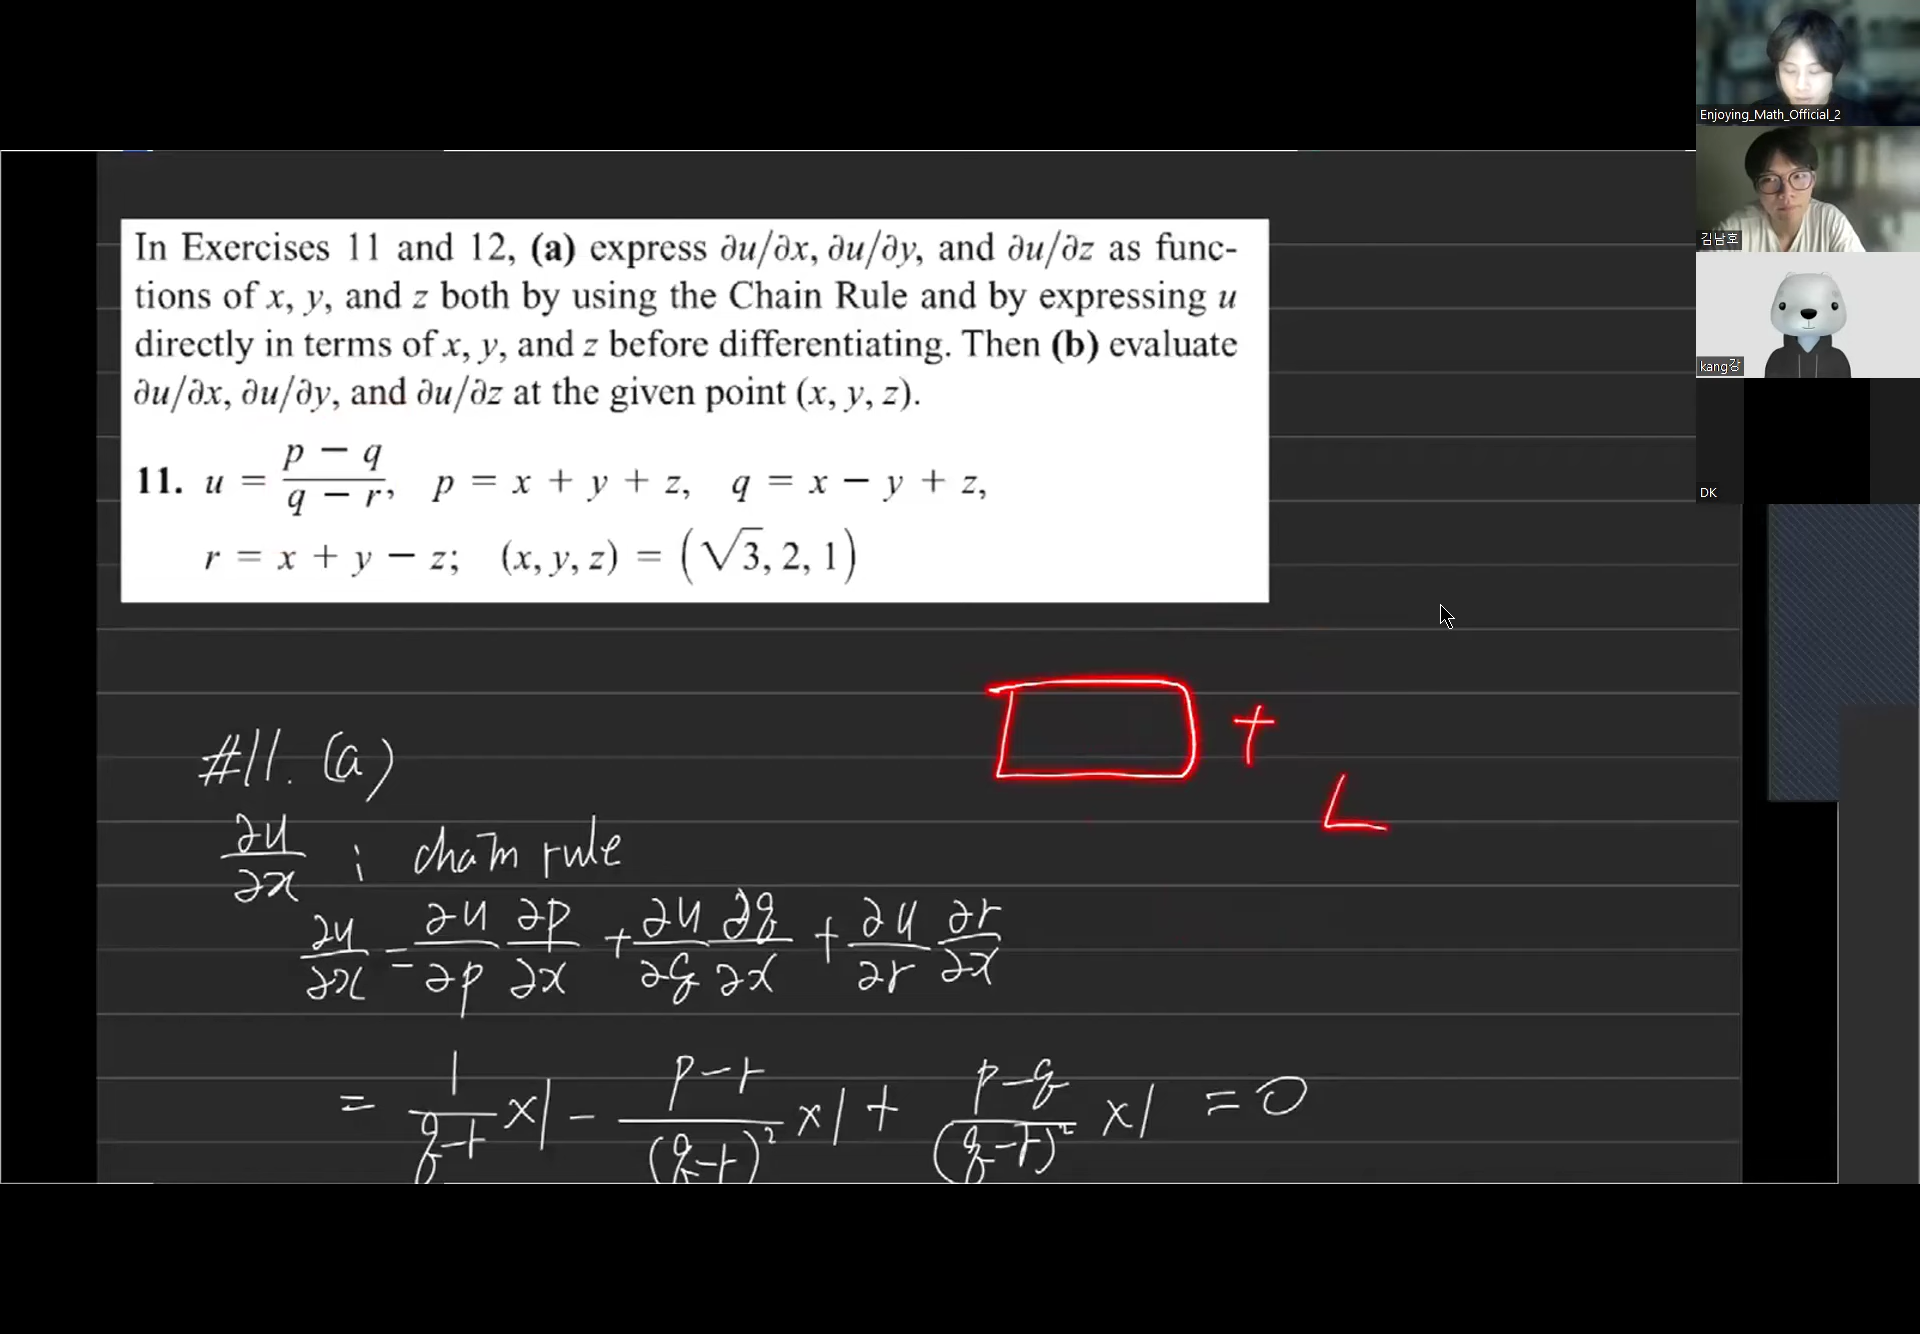 Enjoying_Math_Official_2
김남호
kang강
DK
In Exercises 11 and 12, (a) express ∂u/∂x, ∂u/∂y, and ∂u/∂z as func-
tions of x, y, and z both by using the Chain Rule and by expressing u
directly in terms of x, y, and z before differentiating. Then (b) evaluate
∂u/∂x, ∂u/∂y, and ∂u/∂z at the given point (x, y, z).
11. u = (p − q)/(q − r), p = x + y + z, q = x − y + z,
r = x + y − z; (x, y, z) = (√3, 2, 1)
+
L
#11. (a)
∂u/∂x ; chain rule
∂u/∂x = ∂u/∂p ∂p/∂x + ∂u/∂q ∂q/∂x + ∂u/∂r ∂r/∂x
= 1/(q−r) ×1 − (p−r)/(q−r)² ×1 + (p−q)/(q−r)² ×1 = 0